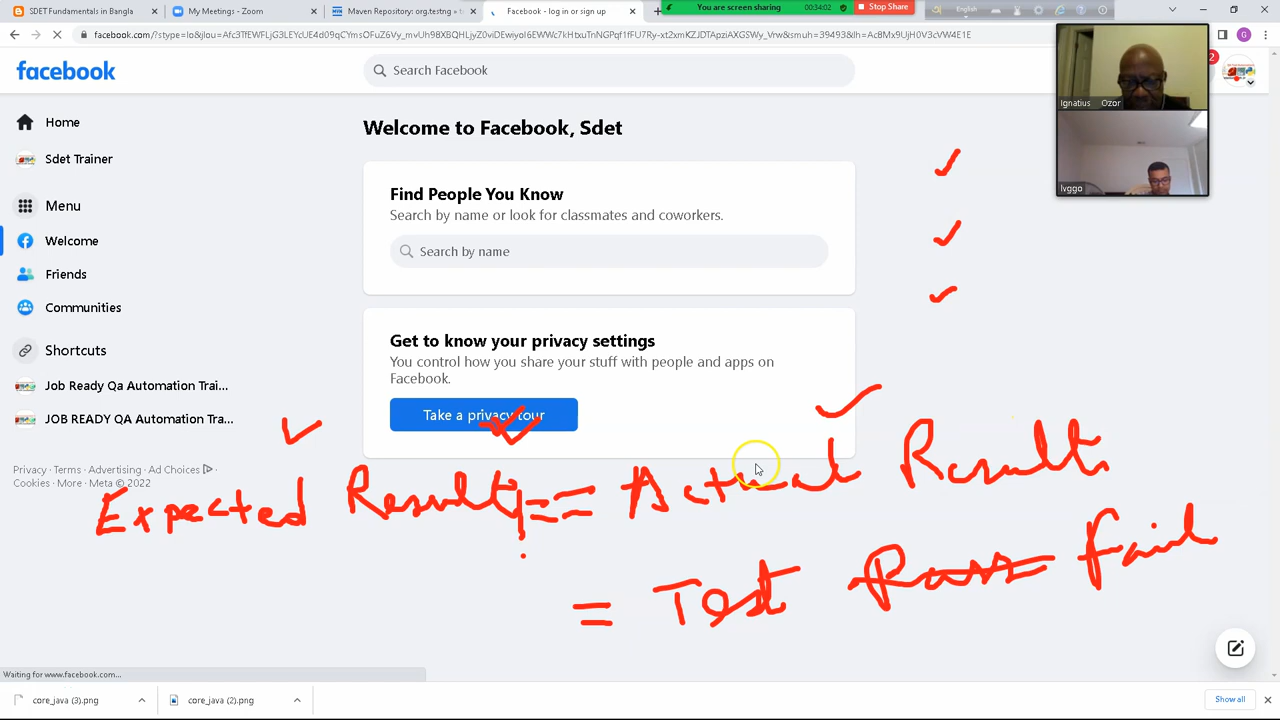 SDET Fundamentals in Bangla
My Meetings - Zoom
Maven Repository: org.testng » t
Facebook - log in or sign up
You are screen sharing
00:34:02
Stop Share
English
facebook
Search Facebook
2
Ignatius Ozor
Ivggo
Home
Sdet Trainer
Menu
Welcome
Friends
Communities
Shortcuts
Job Ready Qa Automation Trai...
JOB READY QA Automation Tra...
Privacy · Terms · Advertising · Ad Choices ·
Cookies · More · Meta © 2022
Welcome to Facebook, Sdet
Find People You Know
Search by name or look for classmates and coworkers.
Search by name
Get to know your privacy settings
You control how you share your stuff with people and apps on
Facebook.
Take a privacy tour
Expected Result !== Actual Result
= Test Pass Fail
Waiting for www.facebook.com...
core_java (3).png
core_java (2).png
Show all